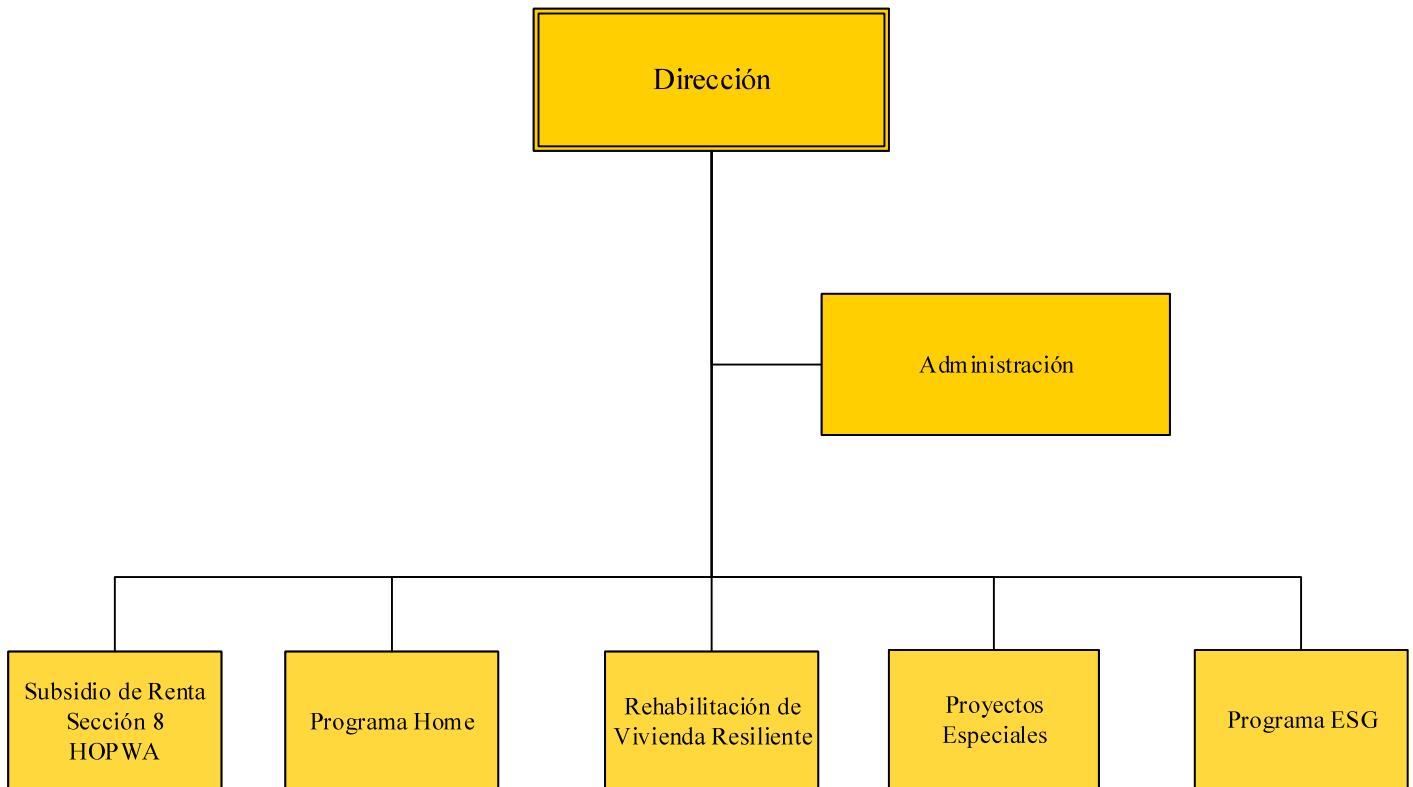 Dirección
Administración
Subsidio de Renta
Sección 8
HOPWA
Programa Home
Rehabilitación de
Vivienda Resiliente
Proyectos
Especiales
Programa ESG